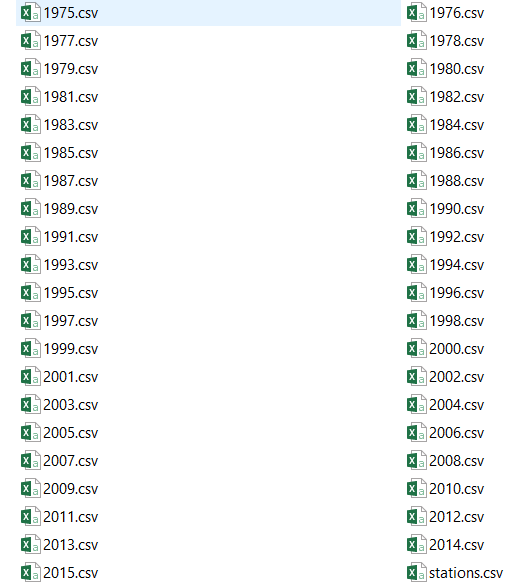 1975.csv 1976.csv
1977.csv 1978.csv
1979.csv 1980.csv
1981.csv 1982.csv
1983.csv 1984.csv
1985.csv 1986.csv
1987.csv 1988.csv
1989.csv 1990.csv
1991.csv 1992.csv
1993.csv 1994.csv
1995.csv 1996.csv
1997.csv 1998.csv
1999.csv 2000.csv
2001.csv 2002.csv
2003.csv 2004.csv
2005.csv 2006.csv
2007.csv 2008.csv
2009.csv 2010.csv
2011.csv 2012.csv
2013.csv 2014.csv
2015.csv stations.csv